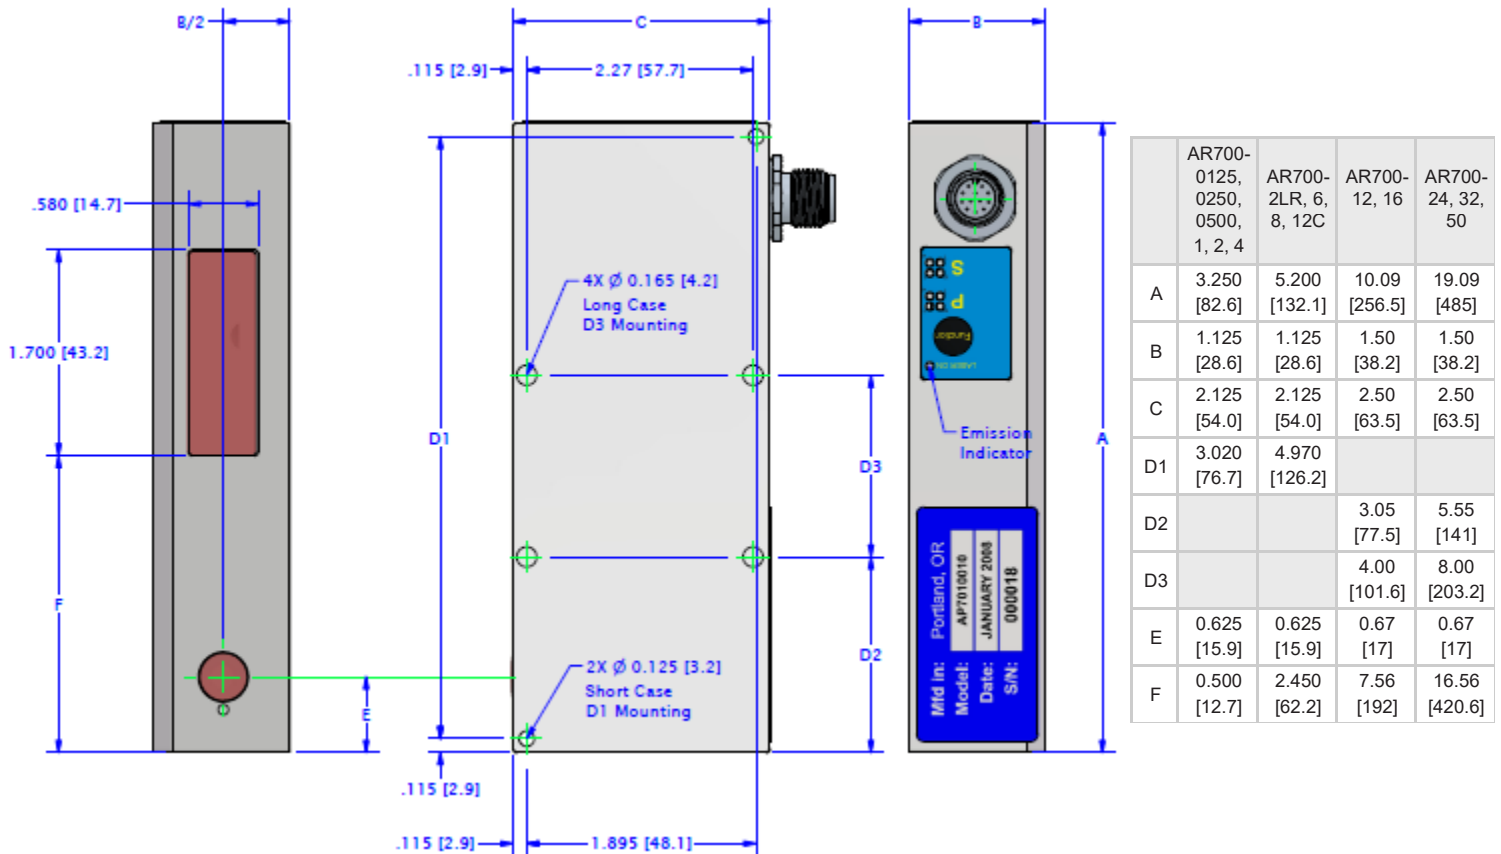 B/2
C
B
.115 [2.9]
2.27 [57.7]
.580 [14.7]
1.700 [43.2]
F
E
4X Ø 0.165 [4.2]
Long Case
D3 Mounting
D1
D3
D2
2X Ø 0.125 [3.2]
Short Case
D1 Mounting
.115 [2.9]
.115 [2.9]
1.895 [48.1]
S
P
Function
LASER ON
Emission
Indicator
A
Mfd in: Portland, OR
Model: AP7010010
Date: JANUARY 2008
S/N: 000018
AR700-0125, 0250, 0500, 1, 2, 4 AR700-2LR, 6, 8, 12C AR700-12, 16 AR700-24, 32, 50
A 3.250 [82.6] 5.200 [132.1] 10.09 [256.5] 19.09 [485]
B 1.125 [28.6] 1.125 [28.6] 1.50 [38.2] 1.50 [38.2]
C 2.125 [54.0] 2.125 [54.0] 2.50 [63.5] 2.50 [63.5]
D1 3.020 [76.7] 4.970 [126.2]
D2 3.05 [77.5] 5.55 [141]
D3 4.00 [101.6] 8.00 [203.2]
E 0.625 [15.9] 0.625 [15.9] 0.67 [17] 0.67 [17]
F 0.500 [12.7] 2.450 [62.2] 7.56 [192] 16.56 [420.6]